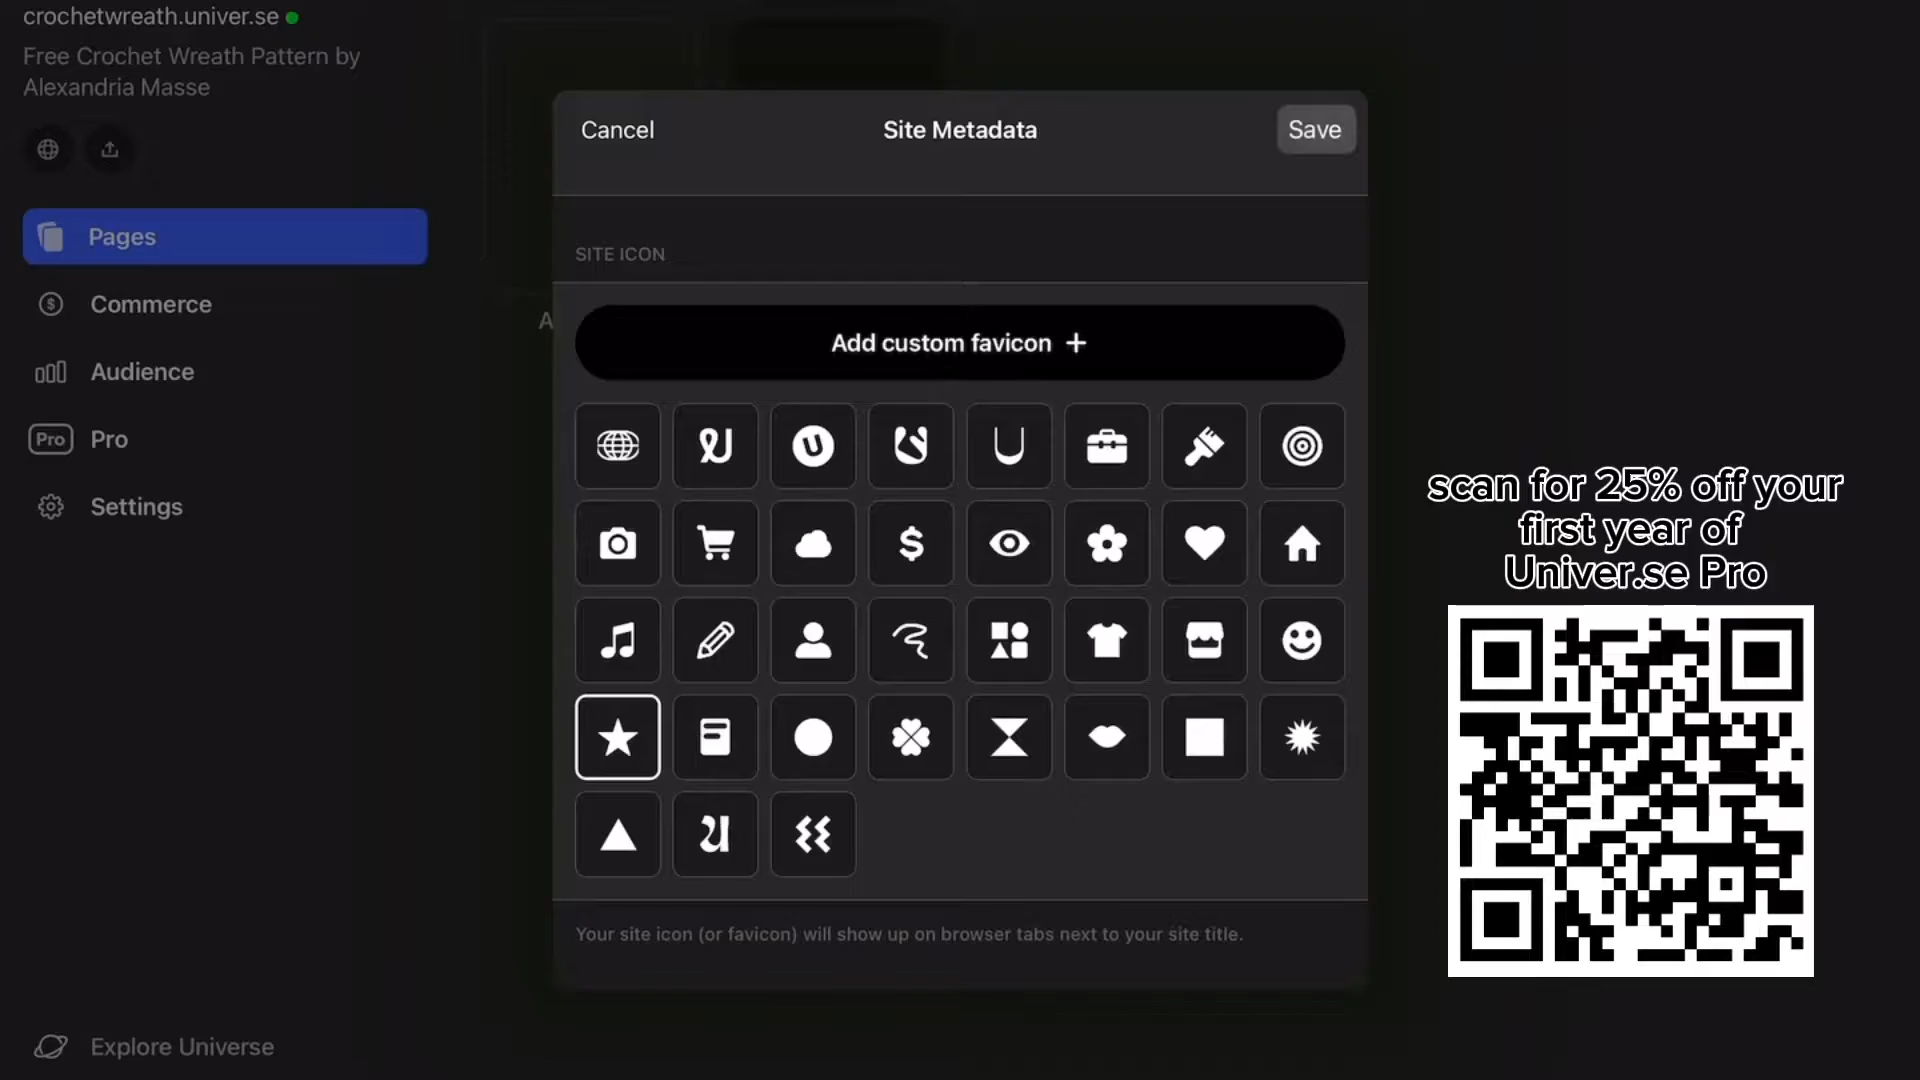 crochetwreath.univer.se
Free Crochet Wreath Pattern by
Alexandria Masse
Pages
Commerce
Audience
Pro Pro
Settings
Explore Universe
A
Cancel
Site Metadata
Save
SITE ICON
Add custom favicon +
Your site icon (or favicon) will show up on browser tabs next to your site title.
scan for 25% off your
first year of
Univer.se Pro